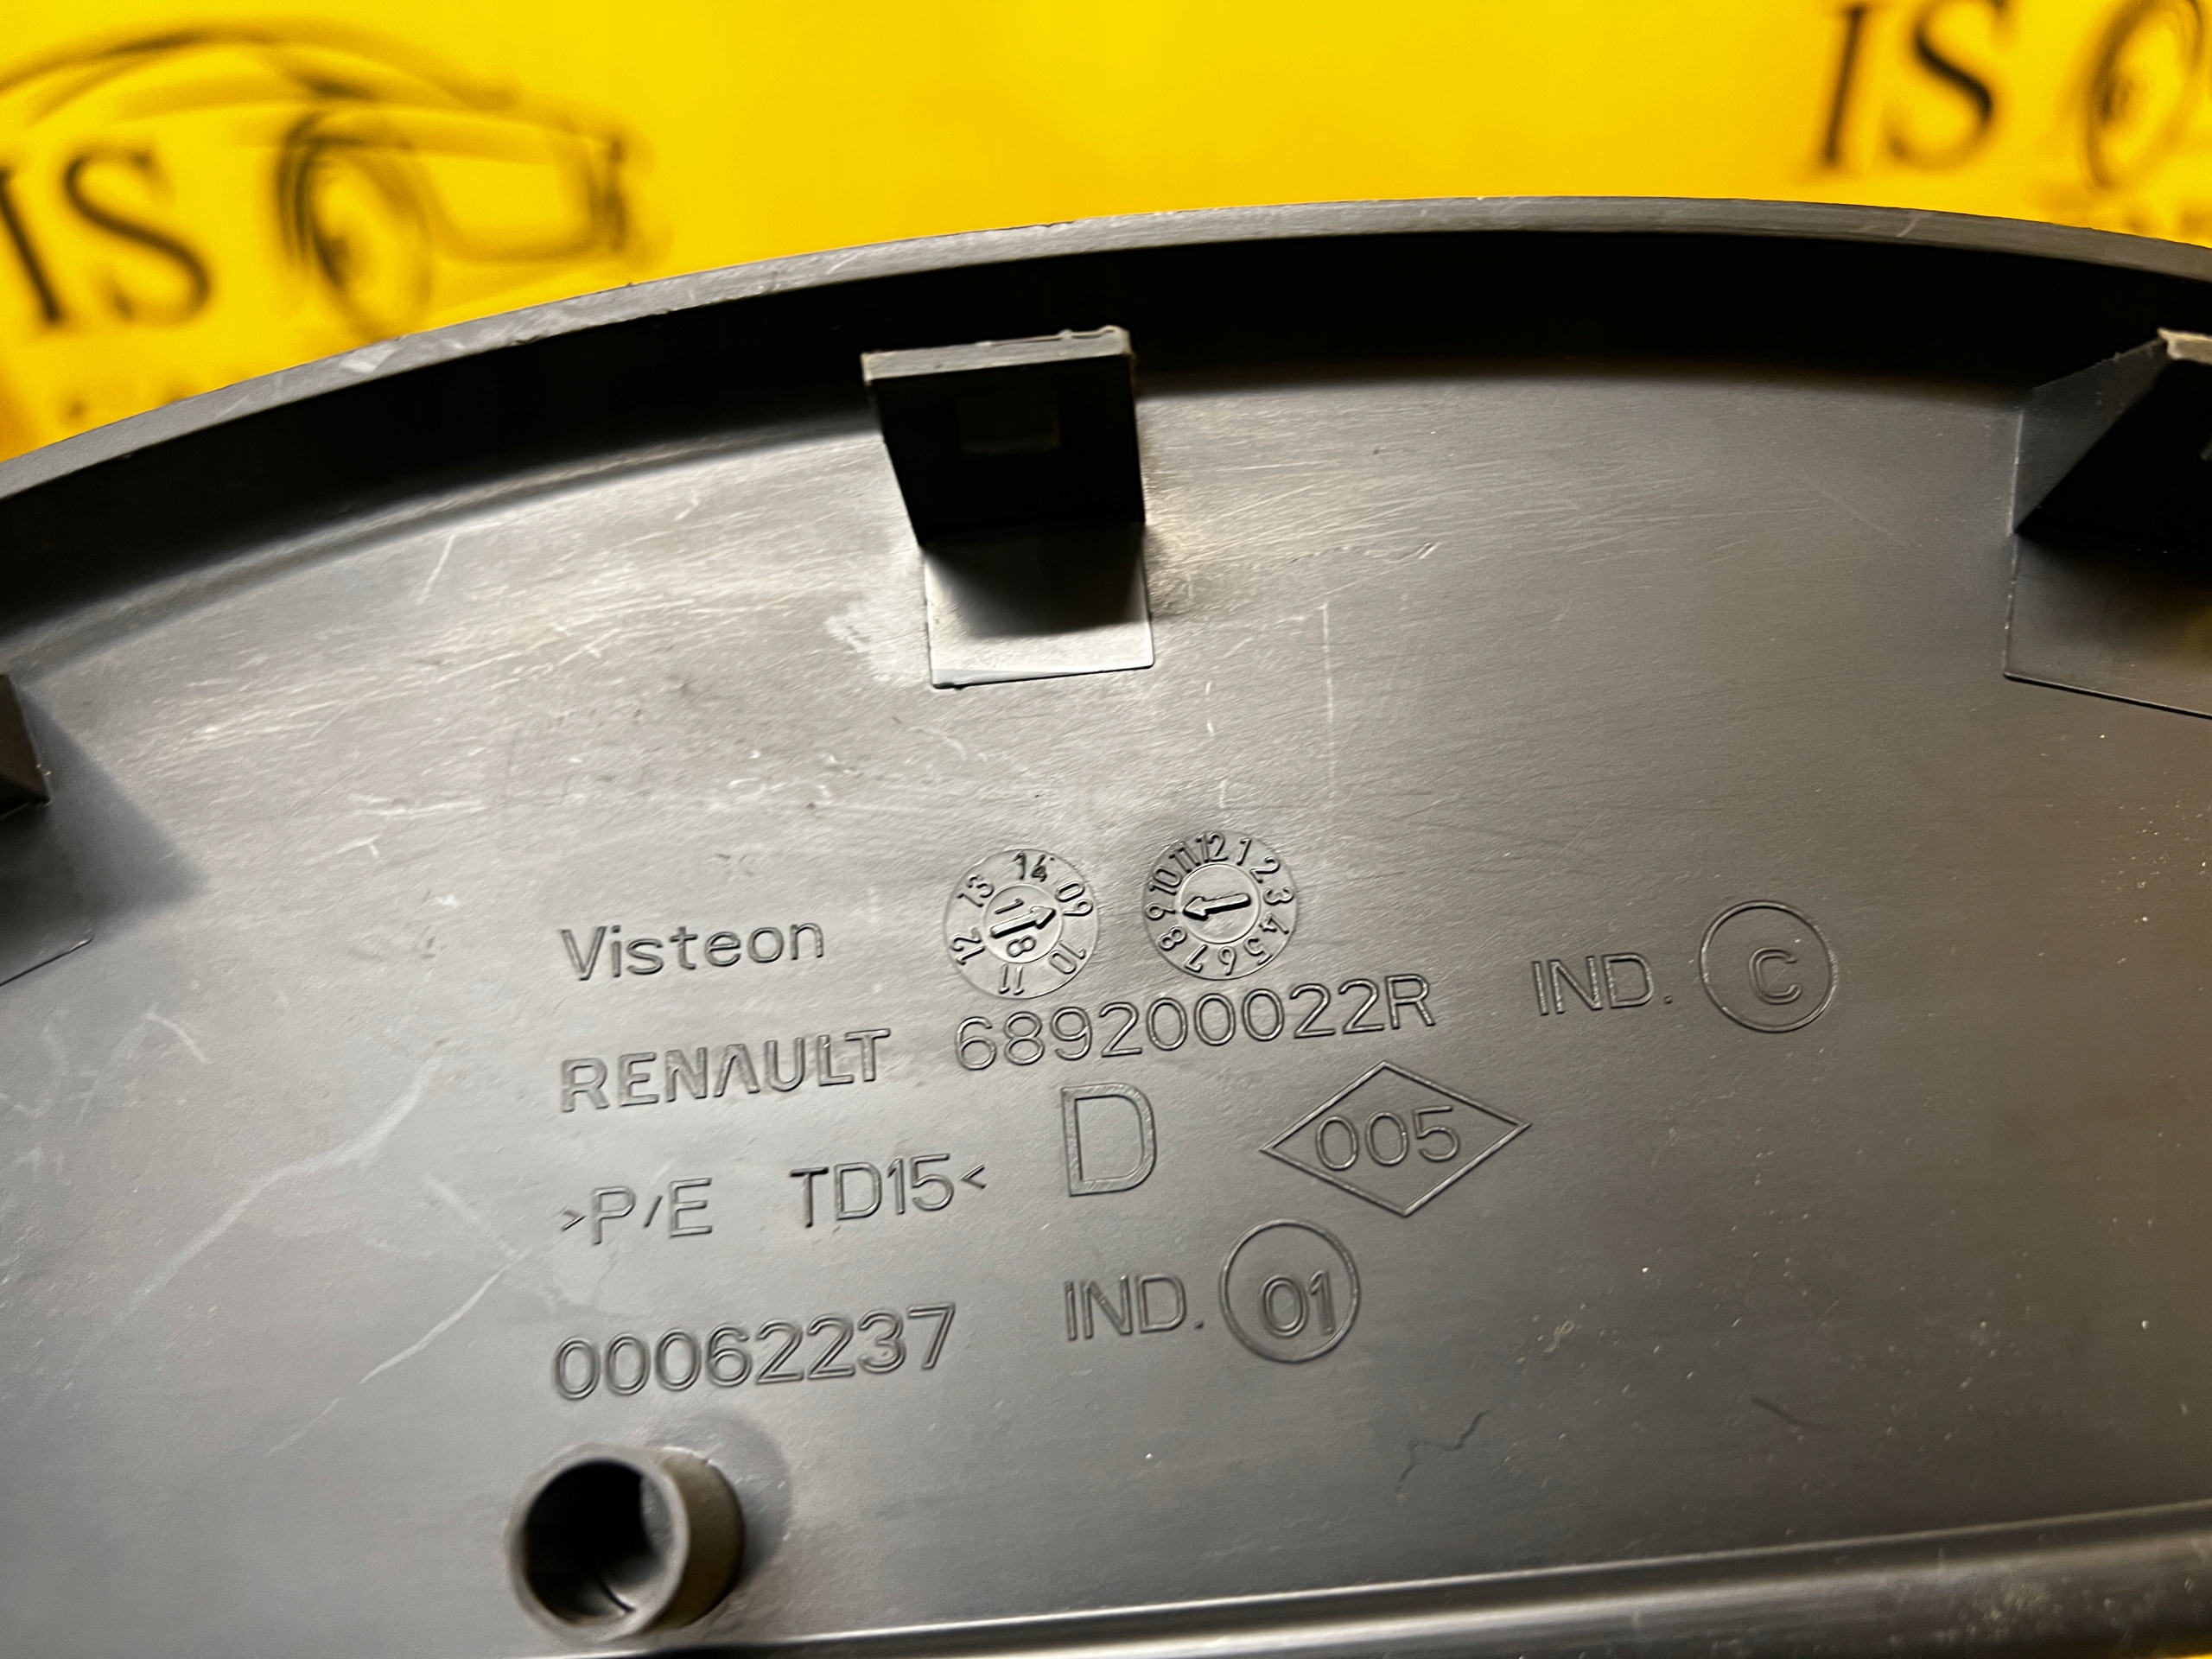 IS
IS
Visteon
13 14 09 10 11 12
18
12 1 2 3 4 5 6 7 8 9 10 11
RENAULT 689200022R IND. C
>P/E TD15< D 005
00062237 IND. 01